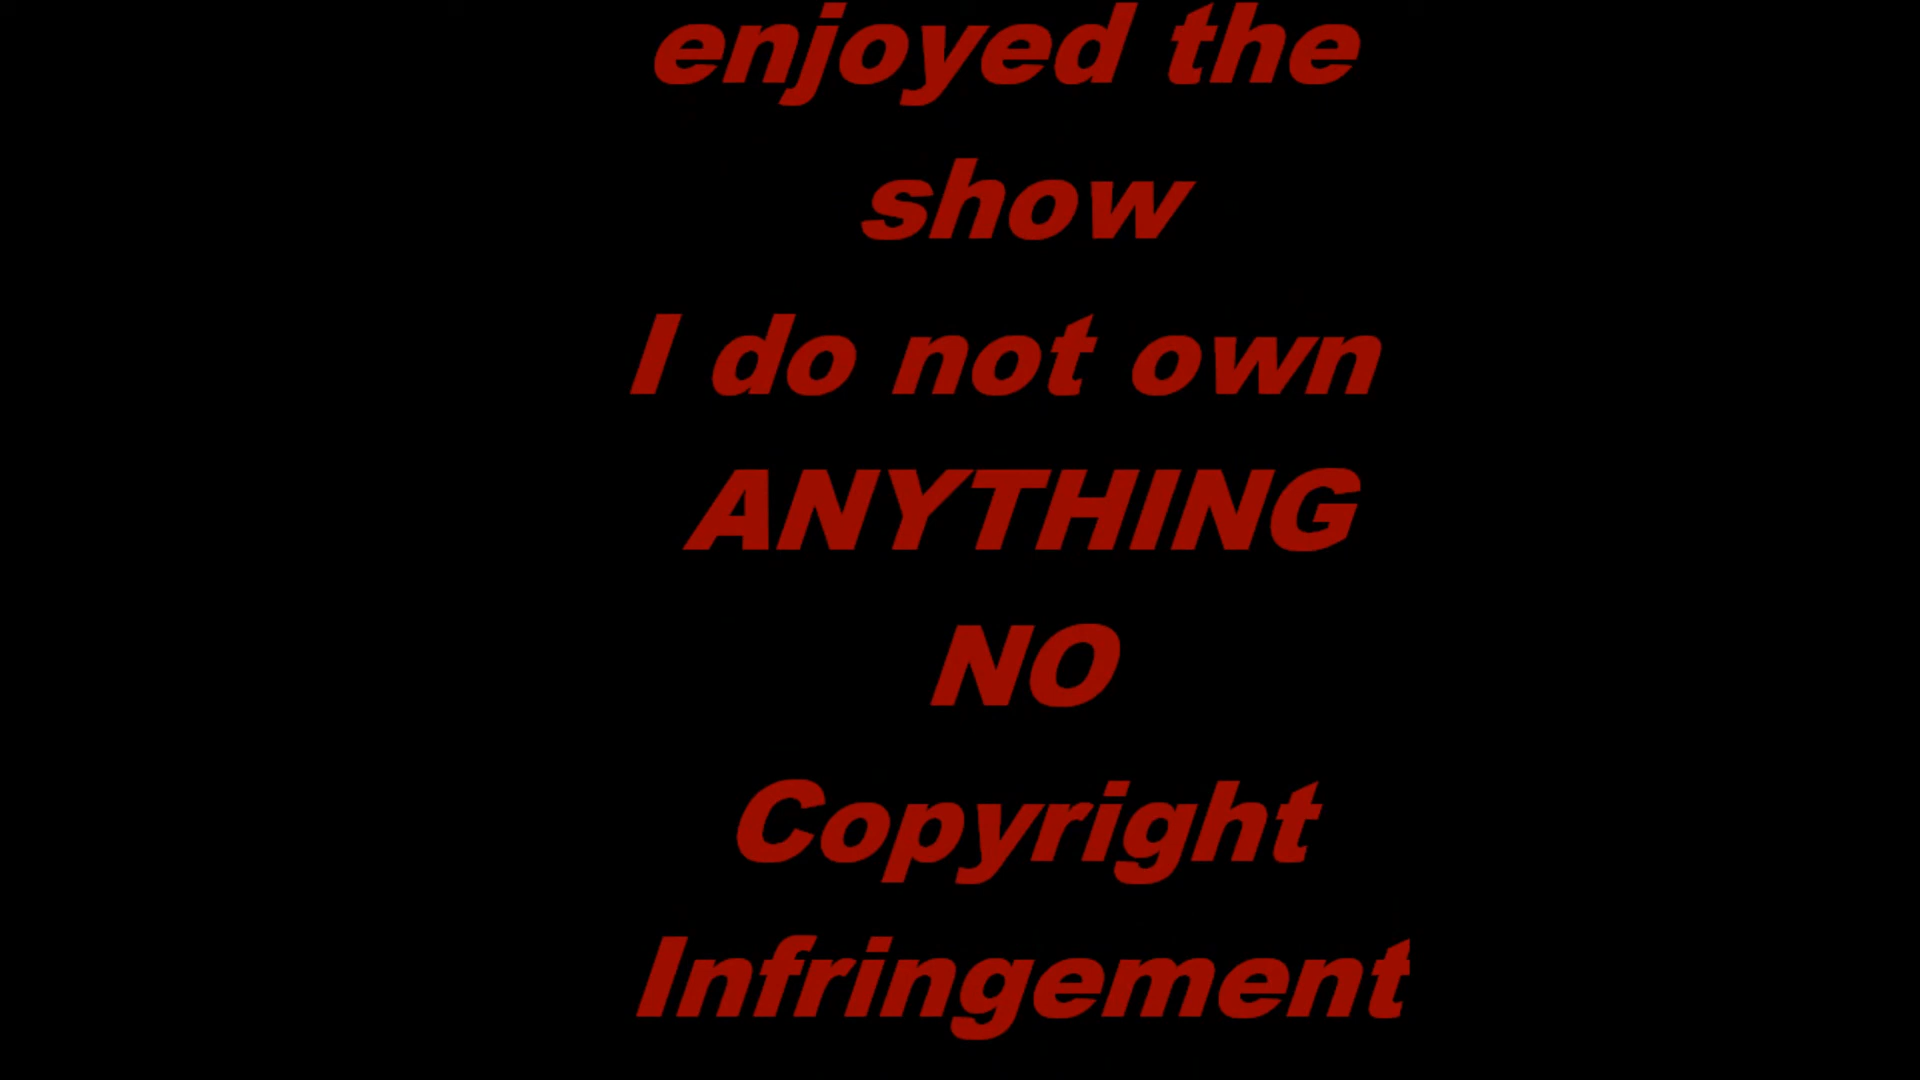 enjoyed the
show
I do not own
ANYTHING
NO
Copyright
Infringement